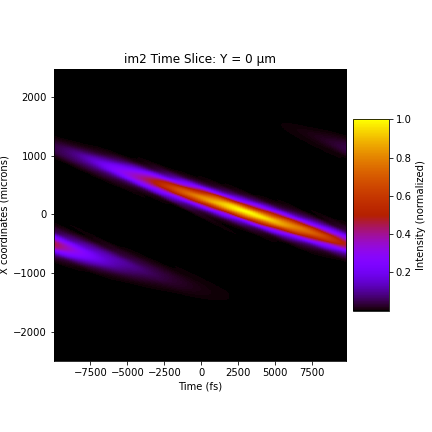 im2 Time Slice: Y = 0 μm
2000
1000
0
−1000
−2000
X coordinates (microns)
−7500 −5000 −2500 0 2500 5000 7500
Time (fs)
1.0
0.8
0.6
0.4
0.2
Intensity (normalized)